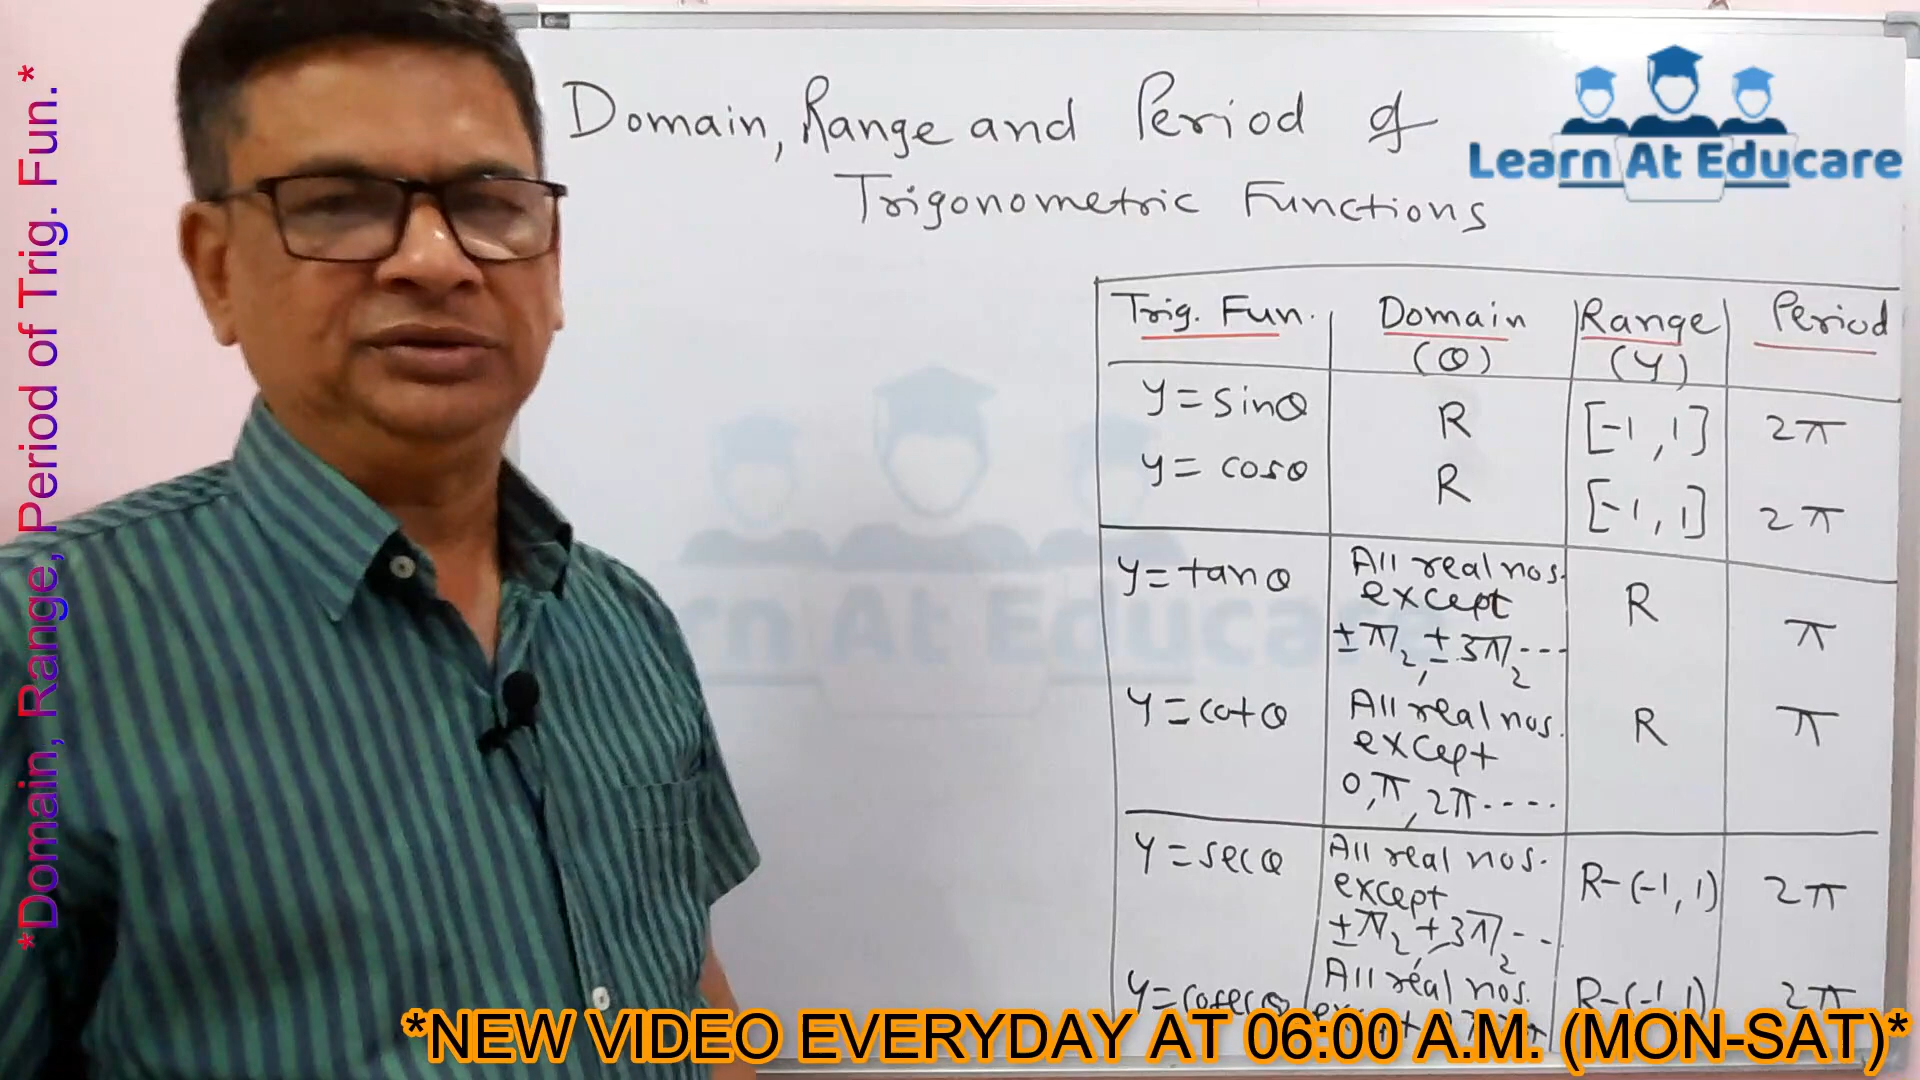 *Domain, Range, Period of Trig. Fun.*
Domain, Range and Period of
Trigonometric Functions
Learn At Educare
Trig. Fun. Domain Range Period
(θ) (y)
y = sinθ R [-1, 1] 2π
y = cosθ R [-1, 1] 2π
y = tanθ All real nos. R π
except
±π/2, ±3π/2 ---
y = cotθ All real nos. R π
except
0, π, 2π ----
y = secθ All real nos. R-(-1, 1) 2π
except
±π/2, ±3π/2 --
y = cosecθ All real nos. R-(-1, 1) 2π
Learn At Educare
*NEW VIDEO EVERYDAY AT 06:00 A.M. (MON-SAT)*